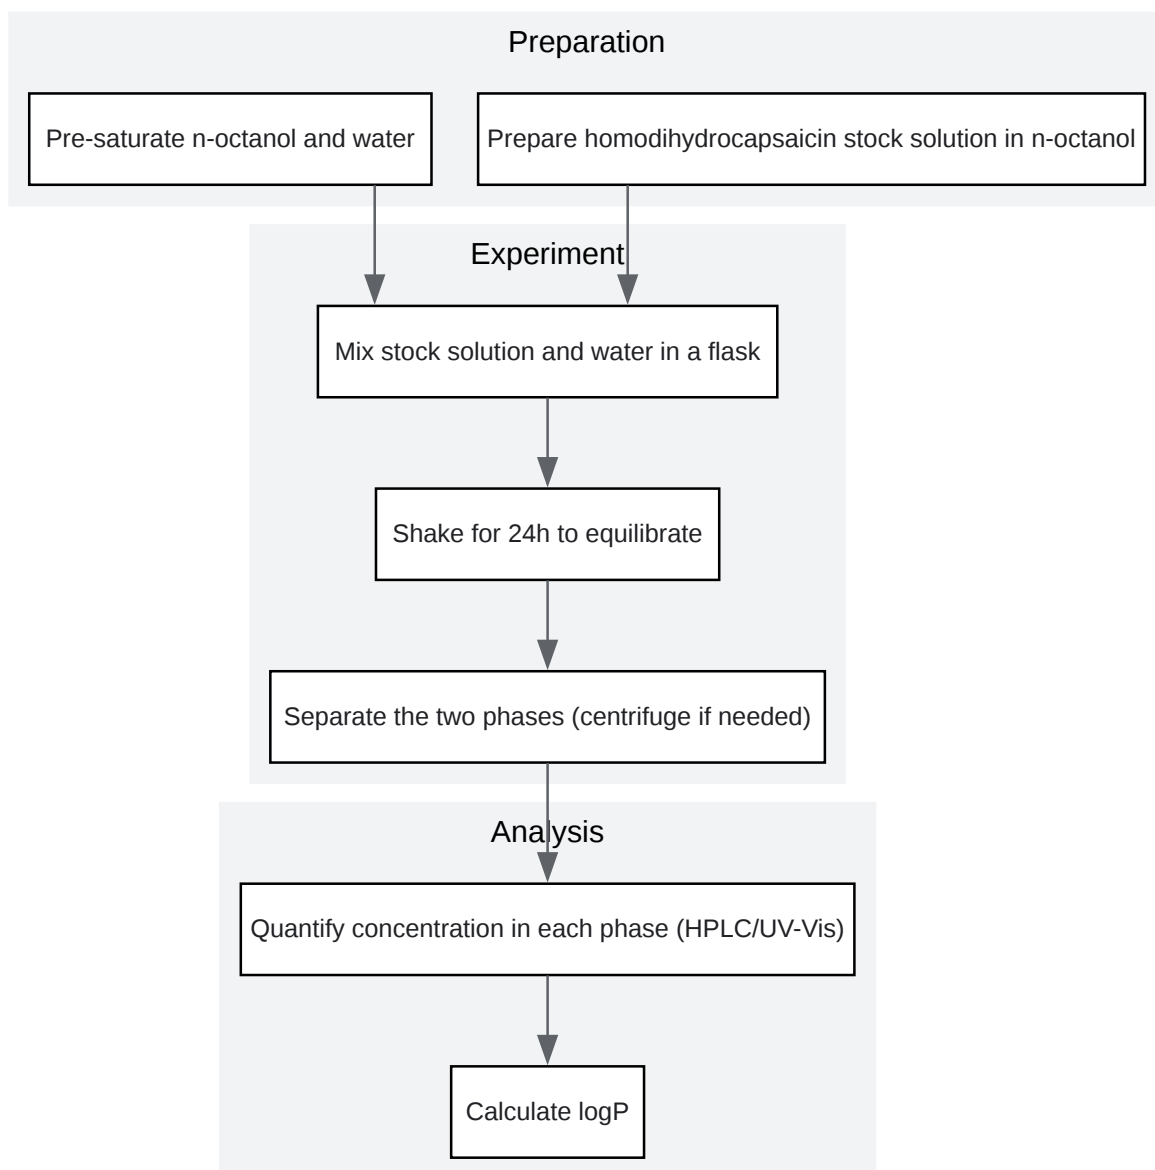 Preparation
Pre-saturate n-octanol and water
Prepare homodihydrocapsaicin stock solution in n-octanol
Experiment
Mix stock solution and water in a flask
Shake for 24h to equilibrate
Separate the two phases (centrifuge if needed)
Analysis
Quantify concentration in each phase (HPLC/UV-Vis)
Calculate logP